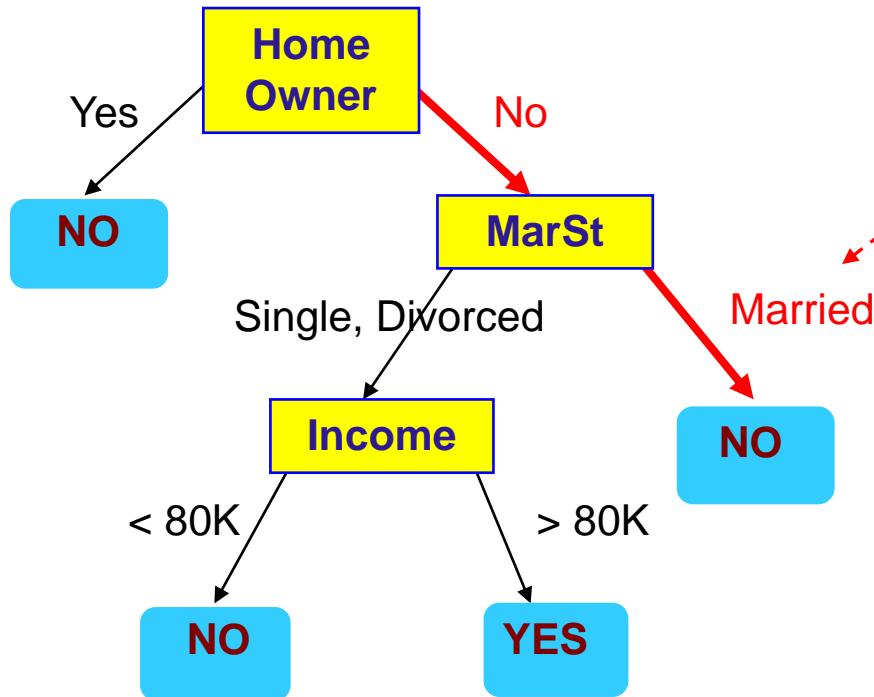 Home
Owner
Yes
No
NO
MarSt
Single, Divorced
Married
Income
NO
< 80K
> 80K
NO
YES